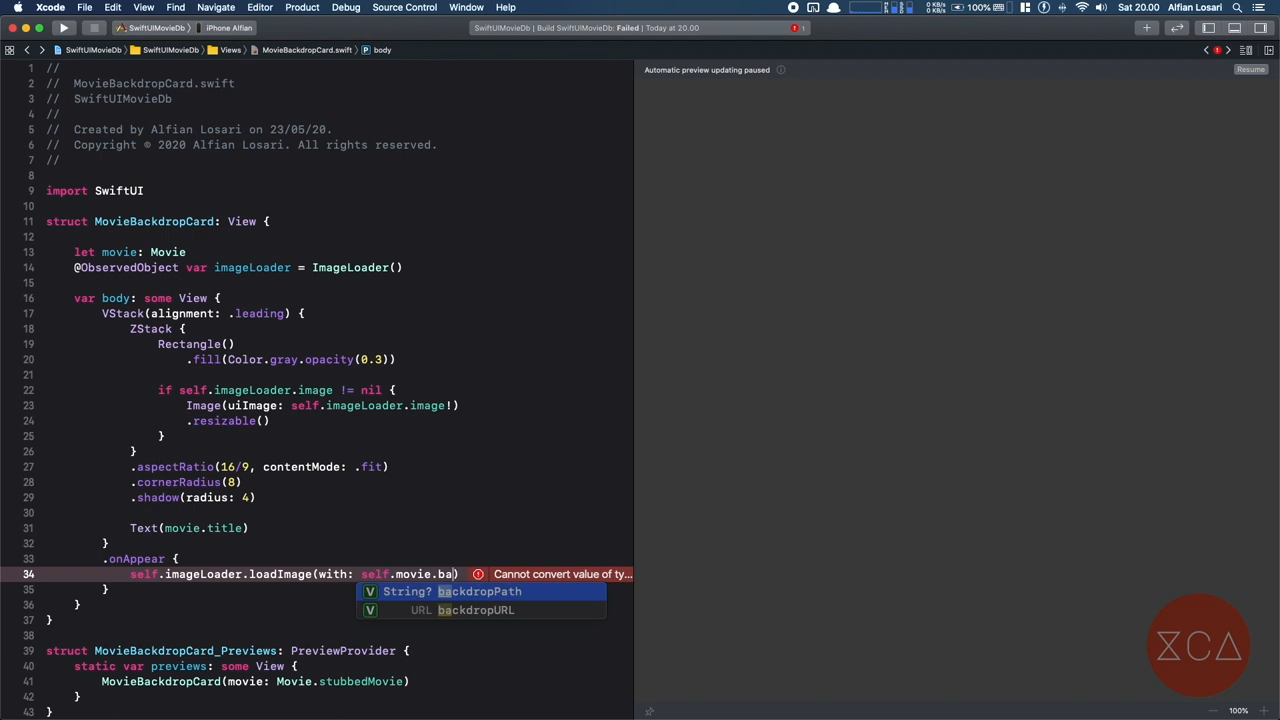 Xcode File Edit View Find Navigate Editor Product Debug Source Control Window Help 0 KB/s 0 KB/s 100% Sat 20.00 Alfian Losari
SwiftUIMovieDb iPhone Alfian SwiftUIMovieDb | Build SwiftUIMovieDb: Failed | Today at 20.00 1
SwiftUIMovieDb SwiftUIMovieDb Views MovieBackdropCard.swift P body
Automatic preview updating paused Resume
1 //
2 // MovieBackdropCard.swift
3 // SwiftUIMovieDb
4 //
5 // Created by Alfian Losari on 23/05/20.
6 // Copyright © 2020 Alfian Losari. All rights reserved.
7 //
8
9 import SwiftUI
10
11 struct MovieBackdropCard: View {
12
13 let movie: Movie
14 @ObservedObject var imageLoader = ImageLoader()
15
16 var body: some View {
17 VStack(alignment: .leading) {
18 ZStack {
19 Rectangle()
20 .fill(Color.gray.opacity(0.3))
21
22 if self.imageLoader.image != nil {
23 Image(uiImage: self.imageLoader.image!)
24 .resizable()
25 }
26 }
27 .aspectRatio(16/9, contentMode: .fit)
28 .cornerRadius(8)
29 .shadow(radius: 4)
30
31 Text(movie.title)
32 }
33 .onAppear {
34 self.imageLoader.loadImage(with: self.movie.ba) Cannot convert value of ty...
V String? backdropPath
35 }
V URL backdropURL
36 }
37 }
38
39 struct MovieBackdropCard_Previews: PreviewProvider {
40 static var previews: some View {
41 MovieBackdropCard(movie: Movie.stubbedMovie)
42 }
43 }
XCA
100%